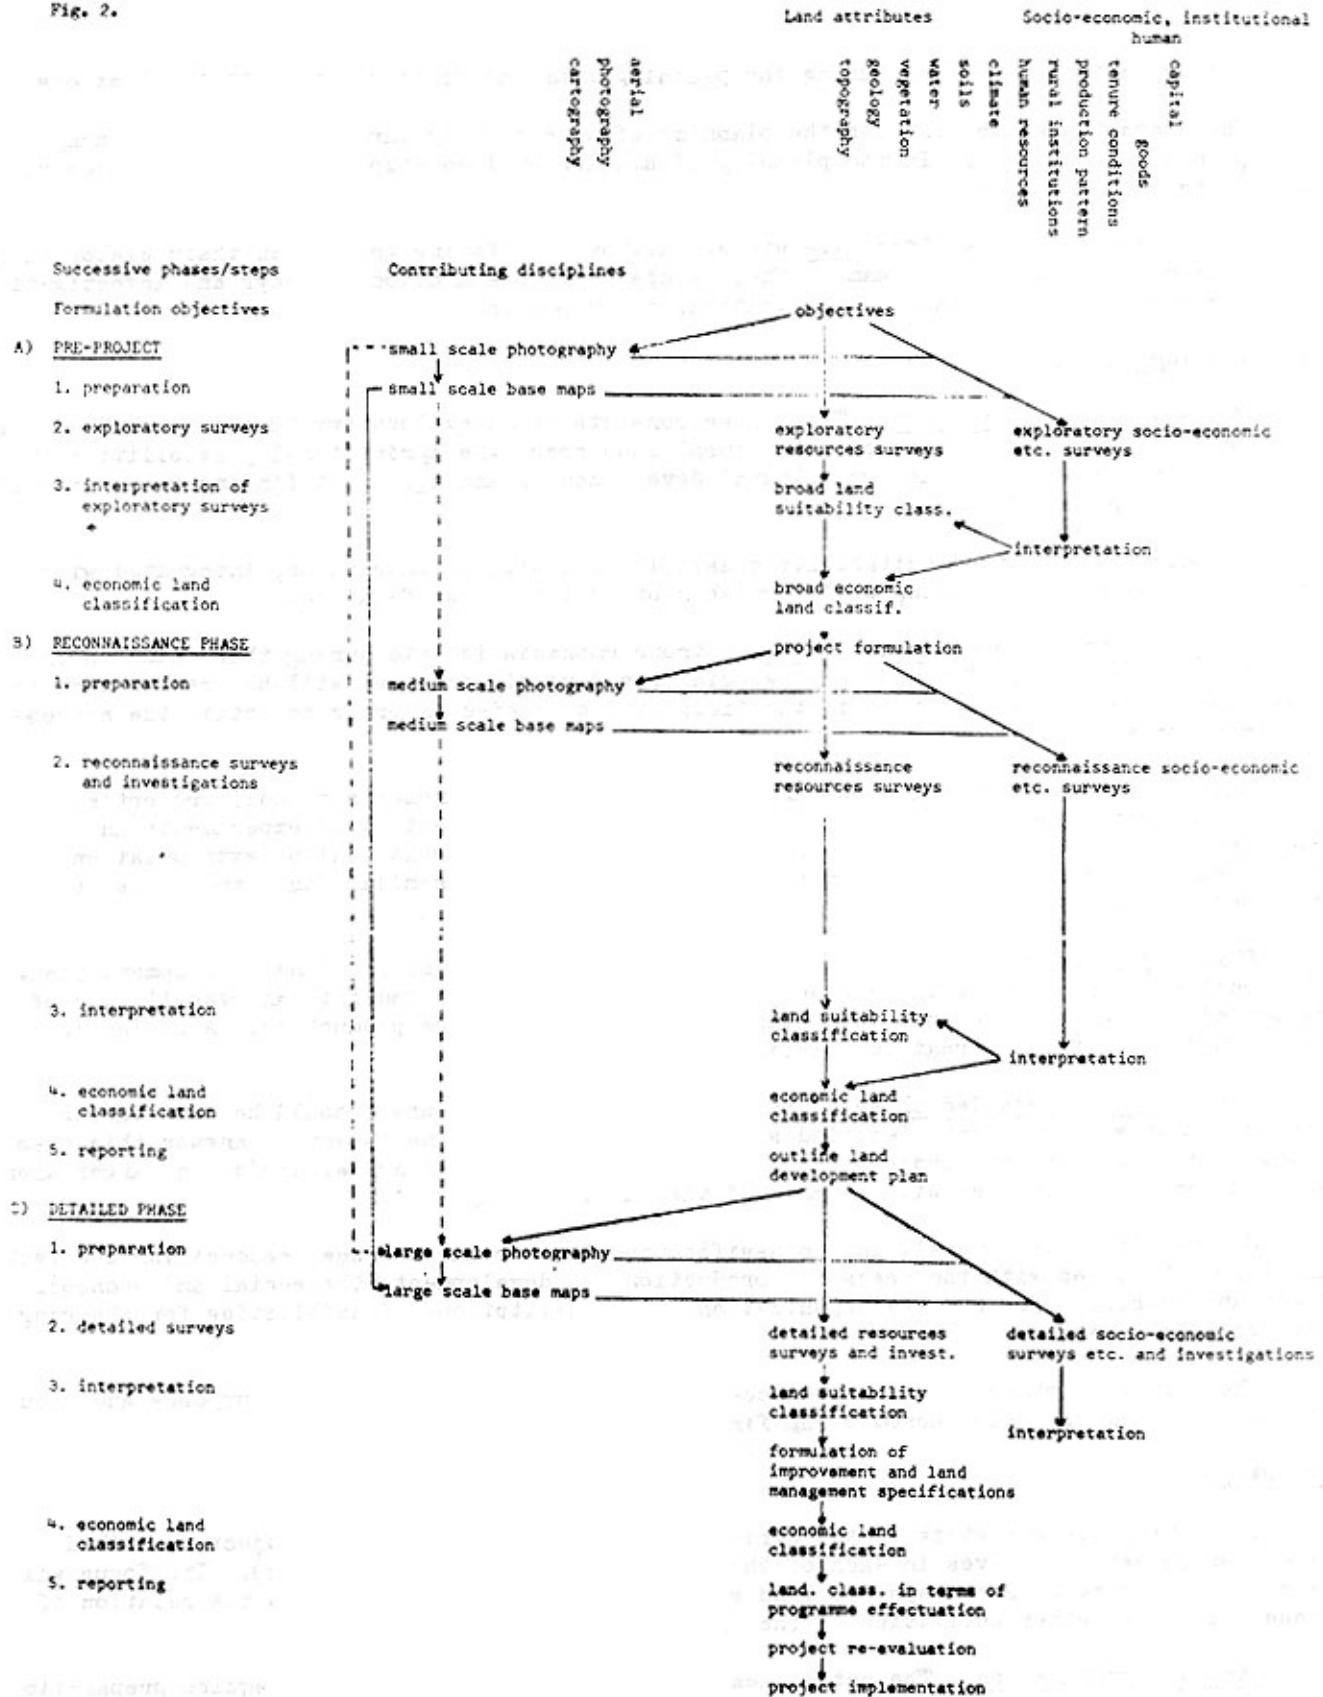 Fig. 2.
Land attributes
Socio-economic, institutional
human
aerial
photography
cartography
topography
geology
vegetation
water
soils
climate
human resources
rural institutions
production pattern
tenure conditions
goods
capital
Successive phases/steps
Contributing disciplines
Formulation objectives
objectives
A) PRE-PROJECT
small scale photography
1. preparation
small scale base maps
2. exploratory surveys
exploratory
resources surveys
exploratory socio-economic
etc. surveys
3. interpretation of
exploratory surveys
broad land
suitability class.
interpretation
4. economic land
classification
broad economic
land classif.
B) RECONNAISSANCE PHASE
project formulation
1. preparation
medium scale photography
medium scale base maps
2. reconnaissance surveys
and investigations
reconnaissance
resources surveys
reconnaissance socio-economic
etc. surveys
3. interpretation
land suitability
classification
interpretation
4. economic land
classification
economic land
classification
5. reporting
outline land
development plan
C) DETAILED PHASE
1. preparation
large scale photography
large scale base maps
2. detailed surveys
detailed resources
surveys and invest.
detailed socio-economic
surveys etc. and investigations
3. interpretation
land suitability
classification
interpretation
formulation of
improvement and land
management specifications
4. economic land
classification
economic land
classification
5. reporting
land. class. in terms of
programme effectuation
project re-evaluation
project implementation